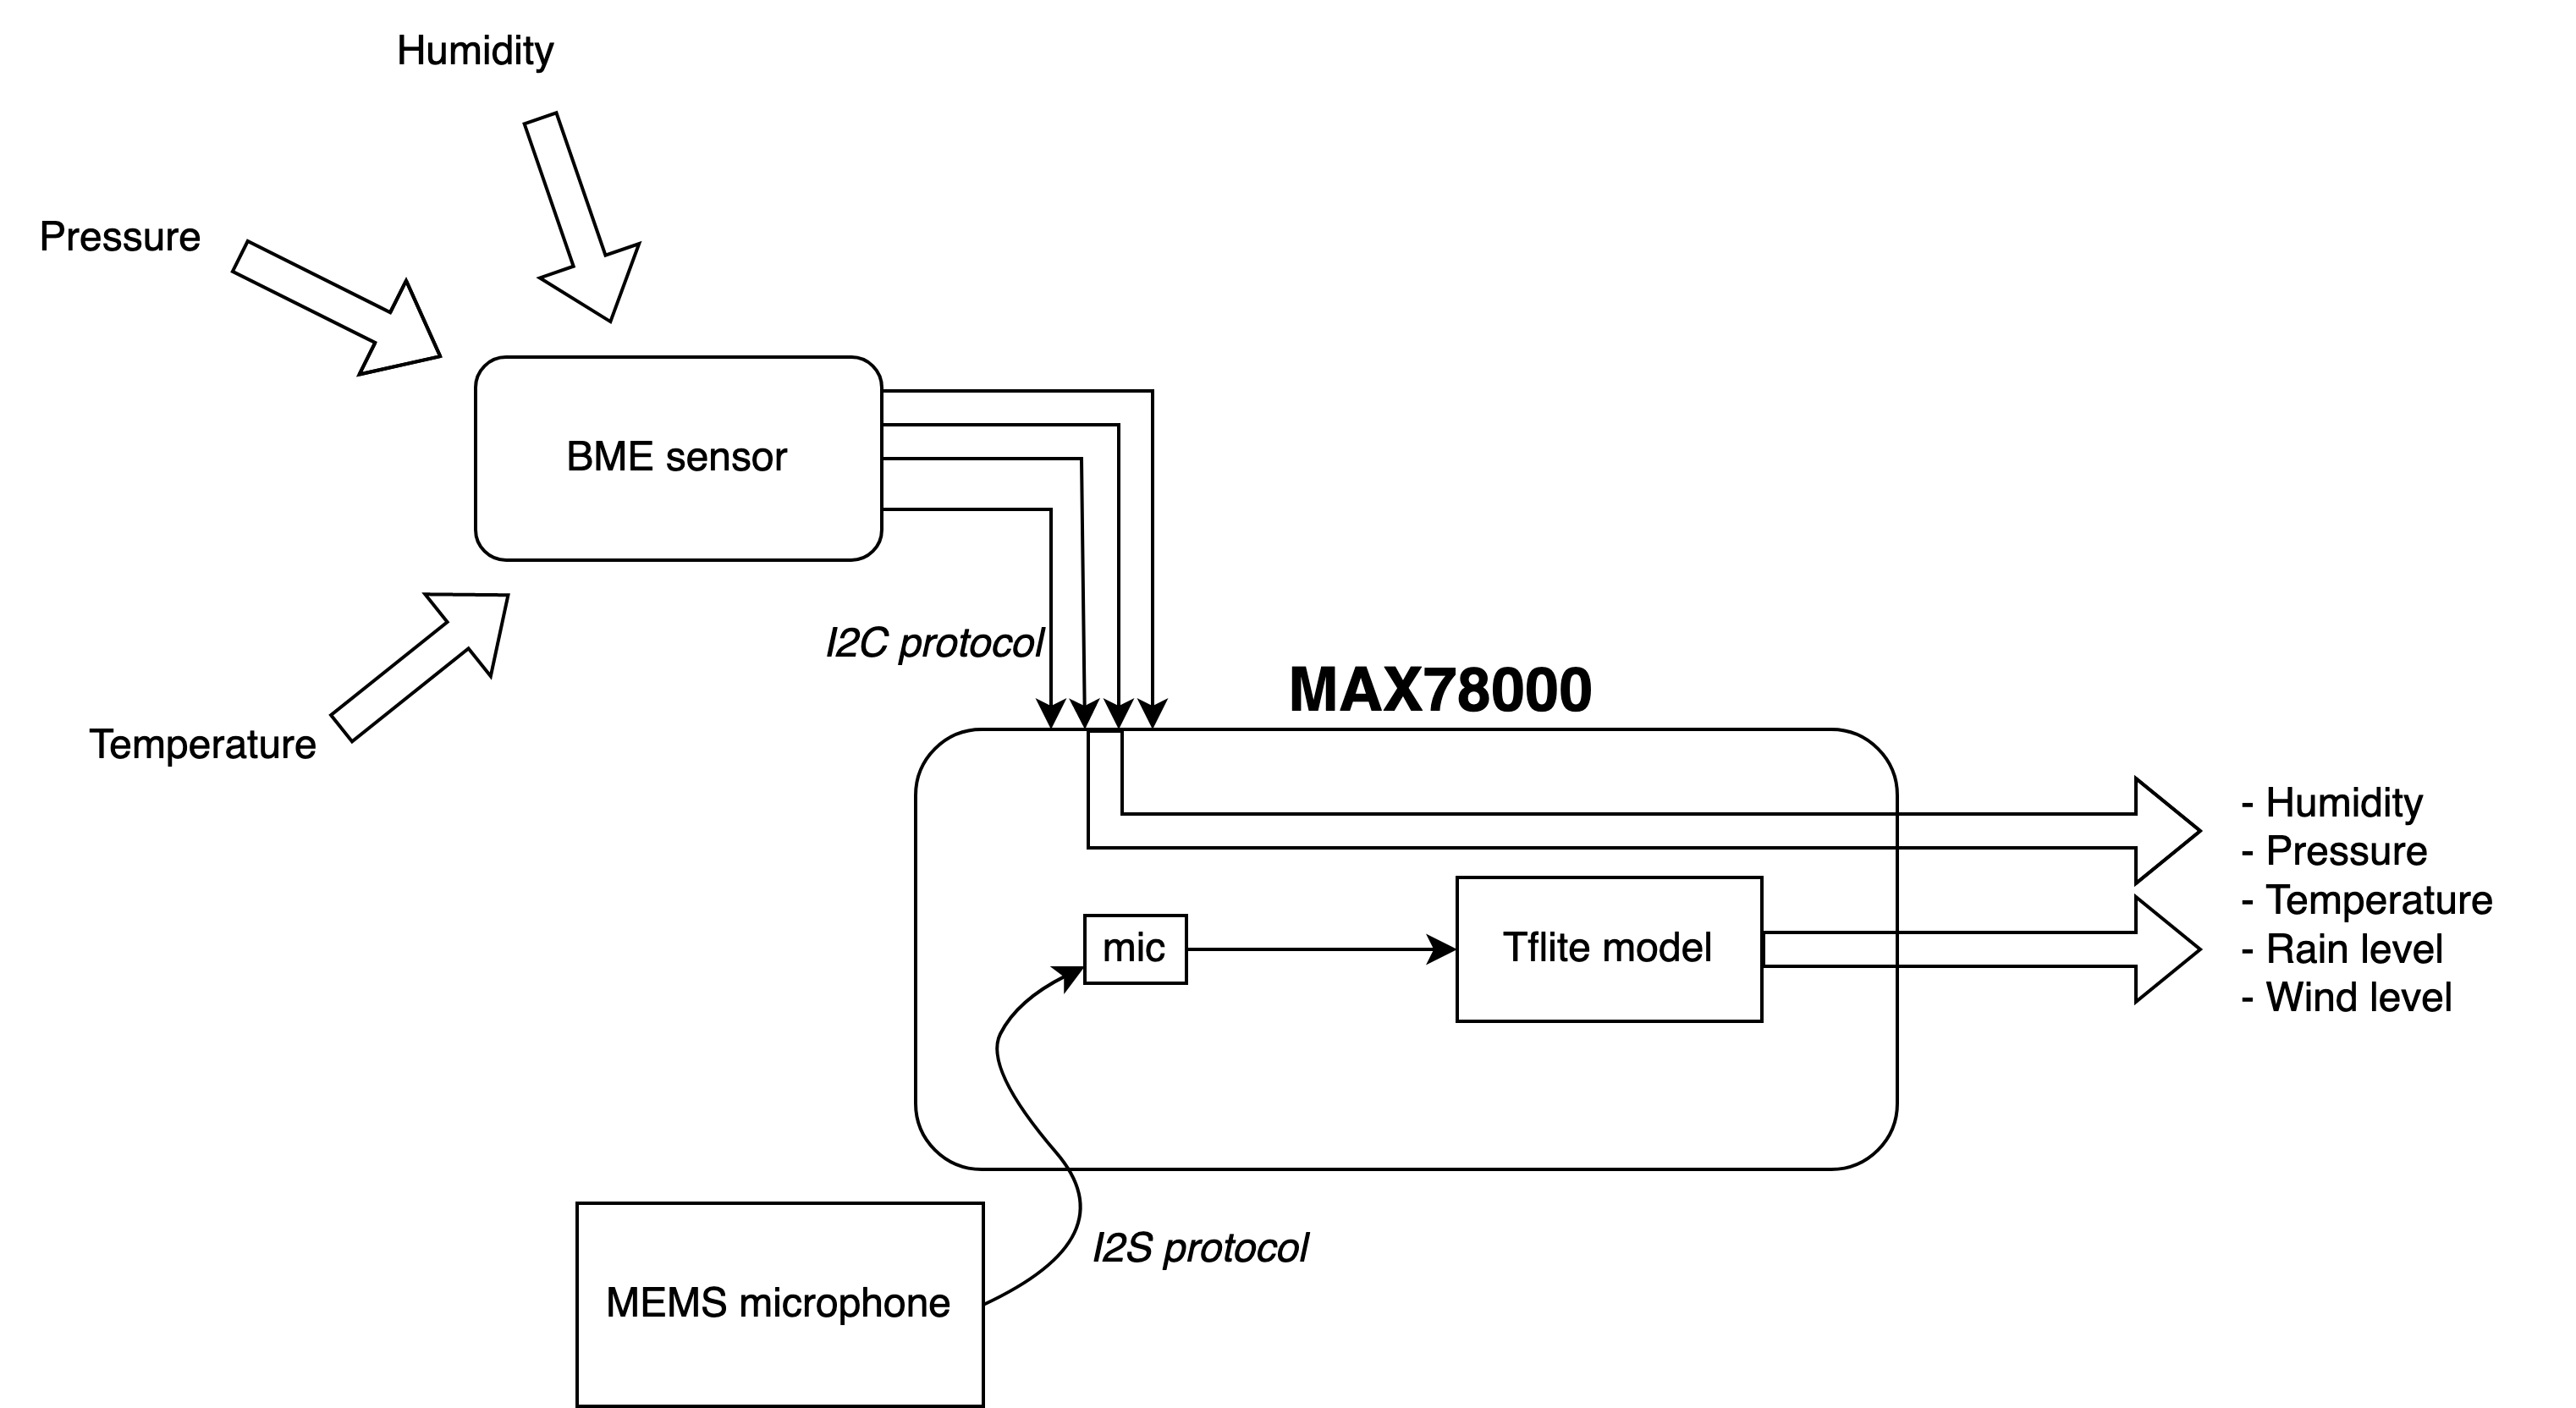 Humidity
Pressure
BME sensor
Temperature
I2C protocol
MAX78000
- Humidity
- Pressure
- Temperature
- Rain level
- Wind level
mic
Tflite model
I2S protocol
MEMS microphone